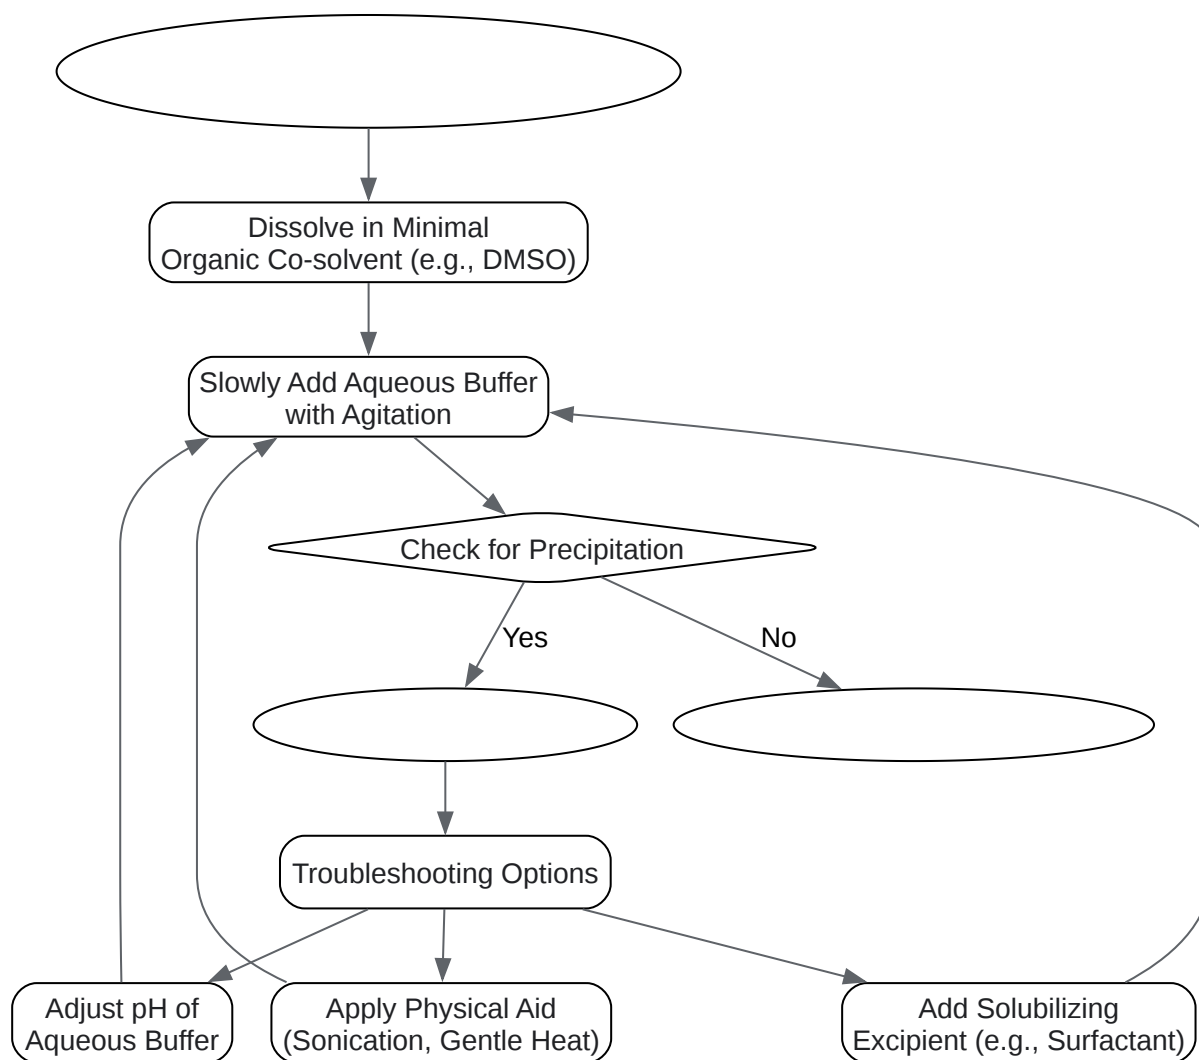 Dissolve in Minimal
Organic Co-solvent (e.g., DMSO)
Slowly Add Aqueous Buffer
with Agitation
Check for Precipitation
Yes
No
Troubleshooting Options
Adjust pH of
Aqueous Buffer
Apply Physical Aid
(Sonication, Gentle Heat)
Add Solubilizing
Excipient (e.g., Surfactant)